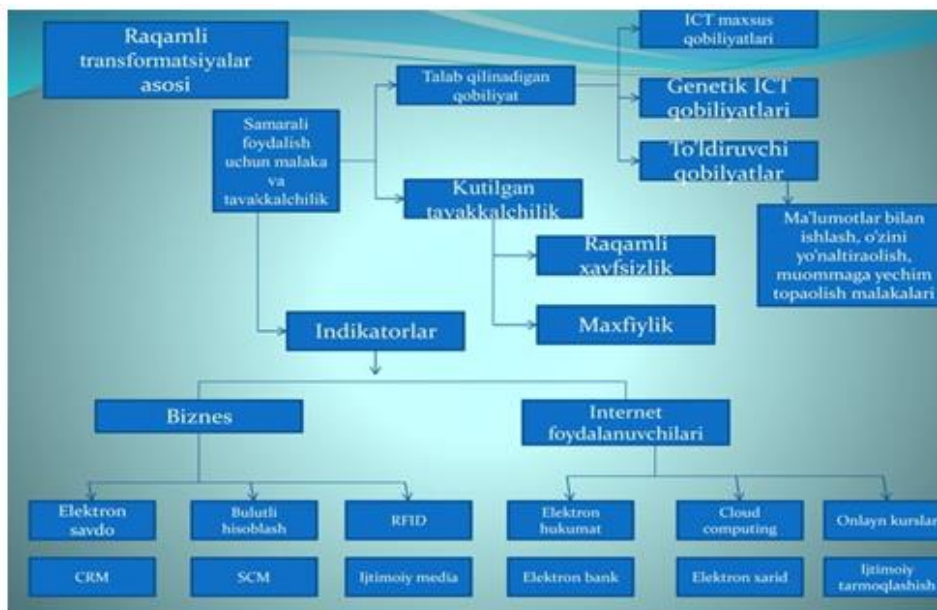 Raqamli
transformatsiyalar
asosi
ICT maxsus
qobiliyatlari
Talab qilinadigan
qobiliyat
Genetik ICT
qobiliyatlari
Samarali
foydalish
uchun malaka
va
tavakkalchilik
To'ldiruvchi
qobilyatlar
Kutilgan
tavakkalchilik
Ma'lumotlar bilan
ishlash, o'zini
yo'naltiraolish,
muommaga yechim
topaolish malakalari
Raqamli
xavfsizlik
Indikatorlar
Maxfiylik
Biznes
Internet
foydalanuvchilari
Elektron
savdo
Bulutli
hisoblash
RFID
Elektron
hukumat
Cloud
computing
Onlayn kurslar
CRM
SCM
Ijtimoiy media
Elektron bank
Elektron xarid
Ijtimoiy
tarmoqlashish